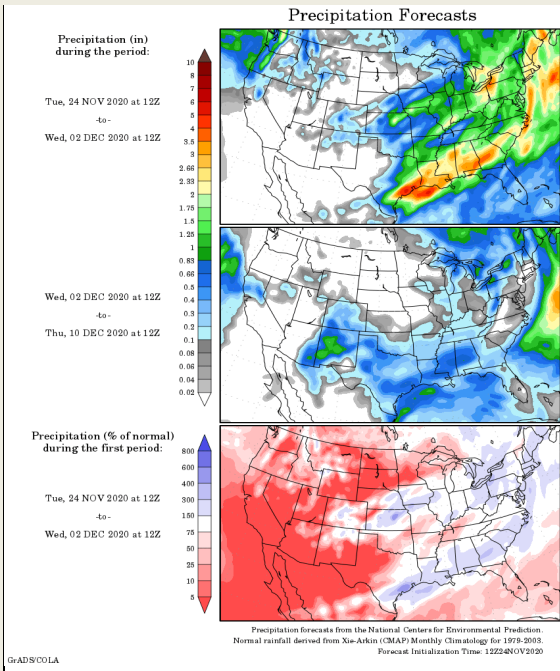 Precipitation Forecasts
Precipitation (in)
during the period:
Tue, 24 NOV 2020 at 12Z
-to-
Wed, 02 DEC 2020 at 12Z
10
8
7
6
5
4
3.5
3
2.66
2.33
2
1.75
1.5
1.25
1
0.83
0.66
0.5
0.4
0.3
0.2
0.1
0.08
0.06
0.04
0.02
Wed, 02 DEC 2020 at 12Z
-to-
Thu, 10 DEC 2020 at 12Z
Precipitation (% of normal)
during the first period:
Tue, 24 NOV 2020 at 12Z
-to-
Wed, 02 DEC 2020 at 12Z
800
600
400
300
150
75
50
25
10
5
Precipitation forecasts from the National Centers for Environmental Prediction.
Normal rainfall derived from Xie-Arkin (CMAP) Monthly Climatology for 1979-2003.
Forecast Initialization Time: 12Z24NOV2020
GrADS/COLA